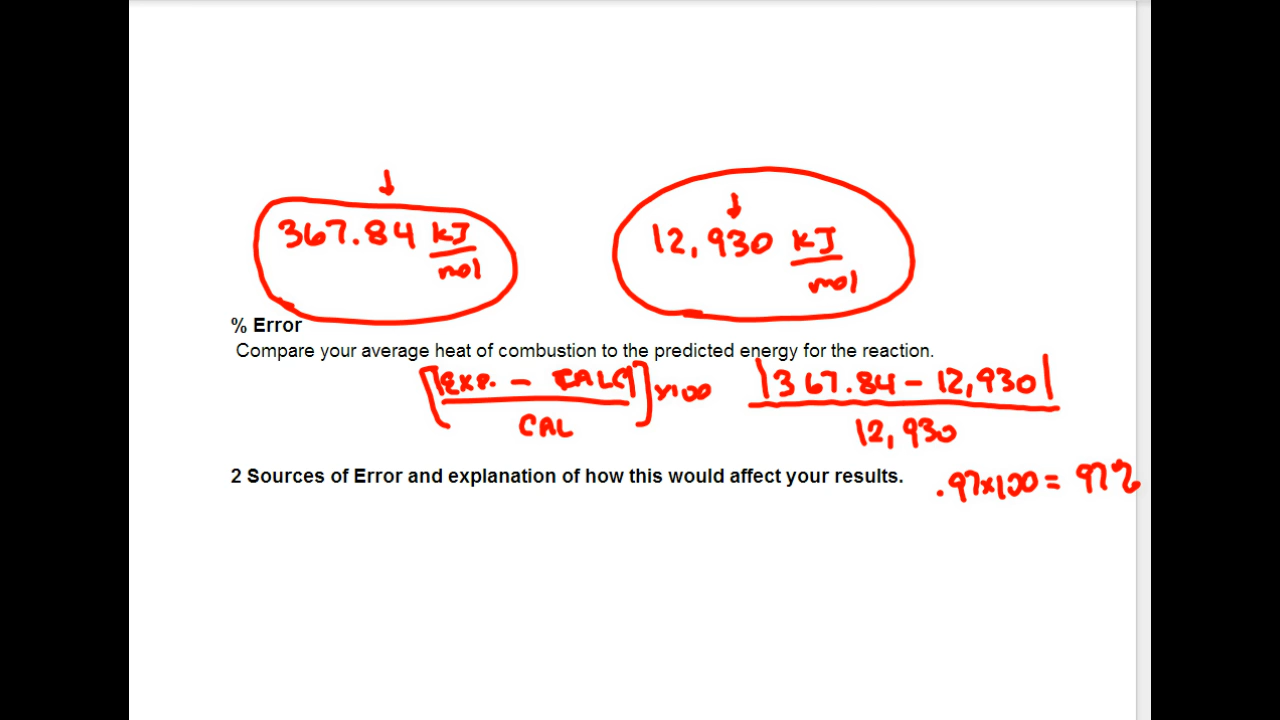 367.84 kJ/mol 12,930 kJ/mol
% Error
Compare your average heat of combustion to the predicted energy for the reaction.
[|EXP. - CALC|/CAL] x100 |367.84 - 12,930|/12,930
2 Sources of Error and explanation of how this would affect your results.
.97x100 = 97%